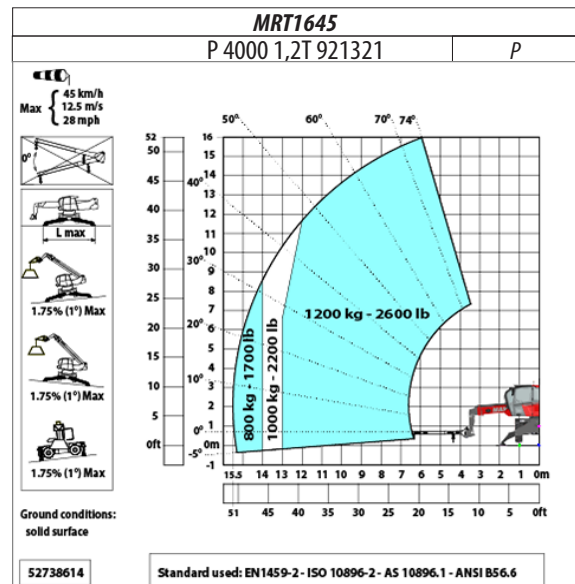 MRT1645
P 4000 1,2T 921321
P
Max
45 km/h
12.5 m/s
28 mph
0°
L max
1.75% (1°) Max
1.75% (1°) Max
1.75% (1°) Max
Ground conditions:
solid surface
52738614
50° 60° 70° 74°
40°
30°
20°
10°
0°
-5°
52
50
45
40
35
30
25
20
15
10
5
0ft
16
15
14
13
12
11
10
9
8
7
6
5
4
3
2
1
0m
-1
800 kg - 1700 lb
1000 kg - 2200 lb
1200 kg - 2600 lb
15.5 14 13 12 11 10 9 8 7 6 5 4 3 2 1 0m
51 45 40 35 30 25 20 15 10 5 0ft
Standard used: EN1459-2 - ISO 10896-2 - AS 10896.1 - ANSI B56.6